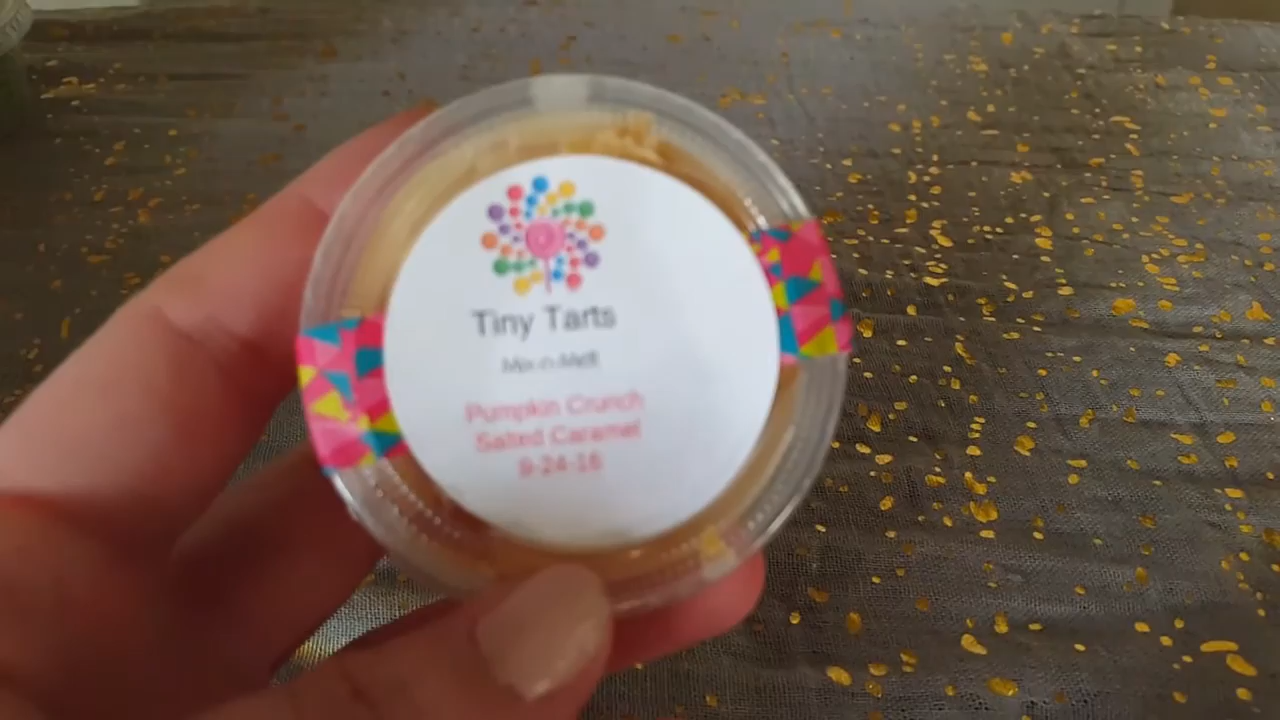 Tiny Tarts
Mix-n-Melt
Pumpkin Crunch
Salted Caramel
9-24-16